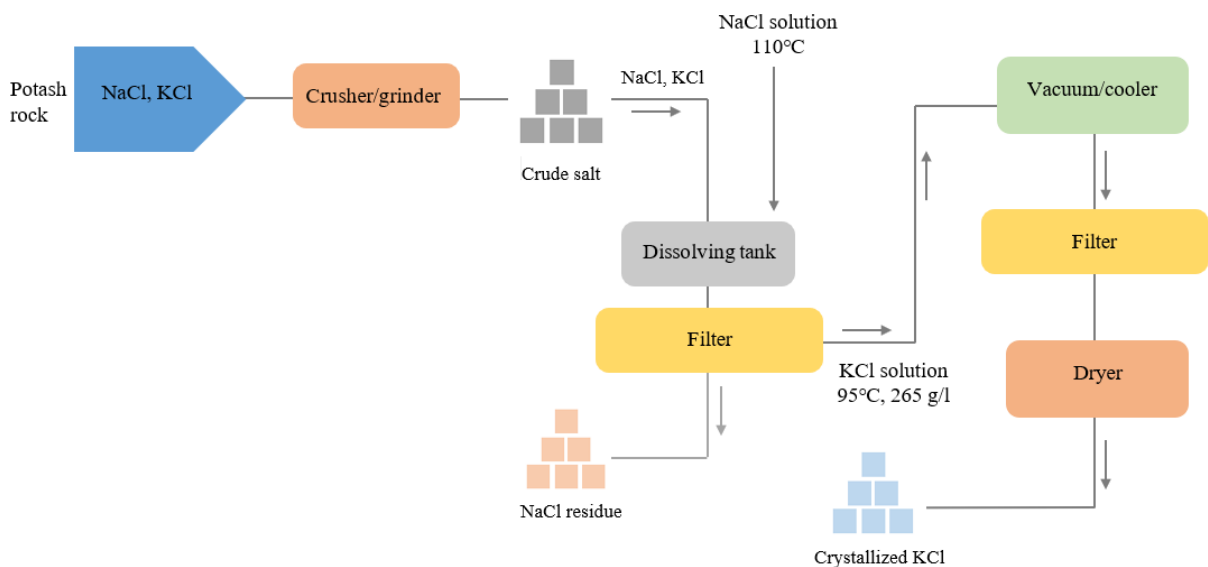 Potash
rock
NaCl, KCl
Crusher/grinder
Crude salt
NaCl, KCl
NaCl solution
110℃
Dissolving tank
Filter
NaCl residue
KCl solution
95℃, 265 g/l
Vacuum/cooler
Filter
Dryer
Crystallized KCl